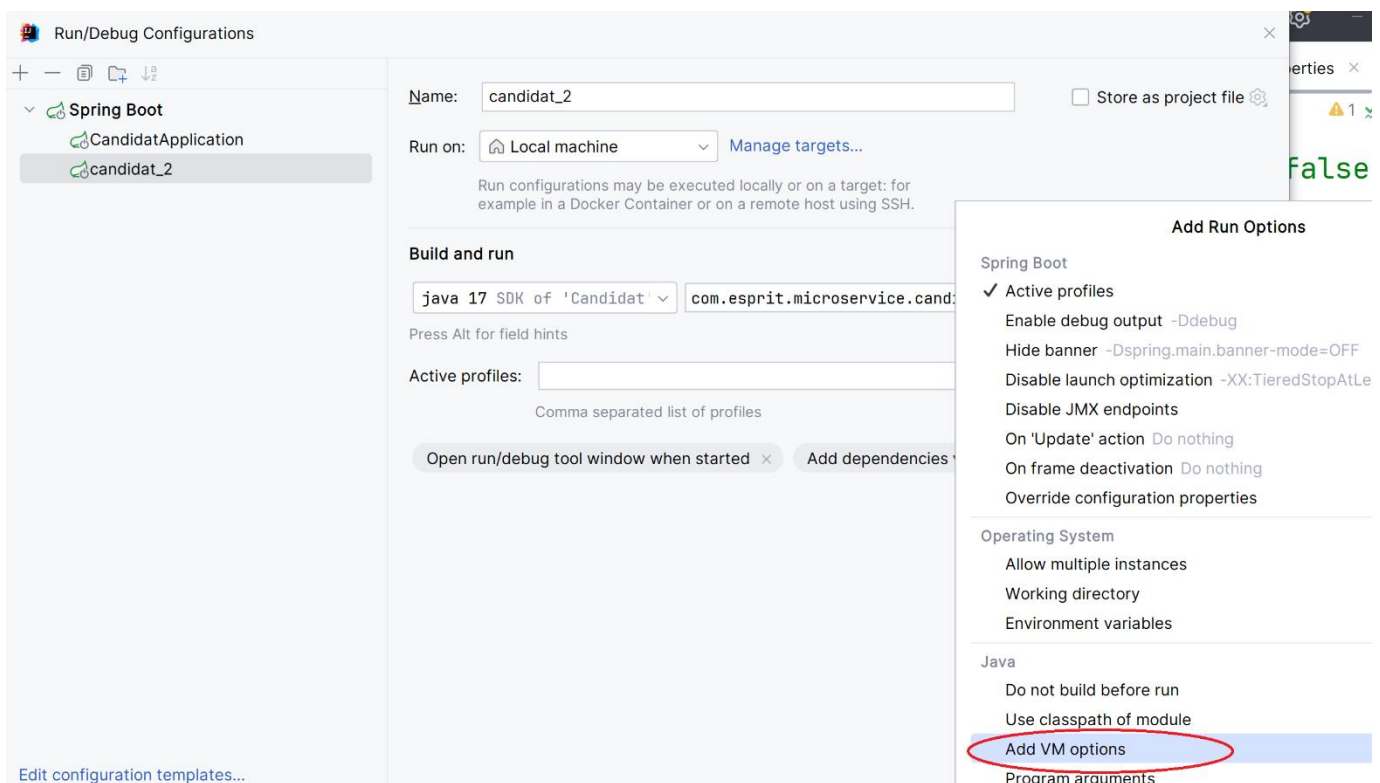 Run/Debug Configurations
Spring Boot
CandidatApplication
candidat_2
Edit configuration templates...
Name: candidat_2
Store as project file
Run on: Local machine Manage targets...
Run configurations may be executed locally or on a target: for
example in a Docker Container or on a remote host using SSH.
Build and run
java 17 SDK of 'Candidat' com.esprit.microservice.candi
Press Alt for field hints
Active profiles:
Comma separated list of profiles
Open run/debug tool window when started Add dependencies
erties
1
false
Add Run Options
Spring Boot
Active profiles
Enable debug output -Ddebug
Hide banner -Dspring.main.banner-mode=OFF
Disable launch optimization -XX:TieredStopAtLe
Disable JMX endpoints
On 'Update' action Do nothing
On frame deactivation Do nothing
Override configuration properties
Operating System
Allow multiple instances
Working directory
Environment variables
Java
Do not build before run
Use classpath of module
Add VM options
Program arguments